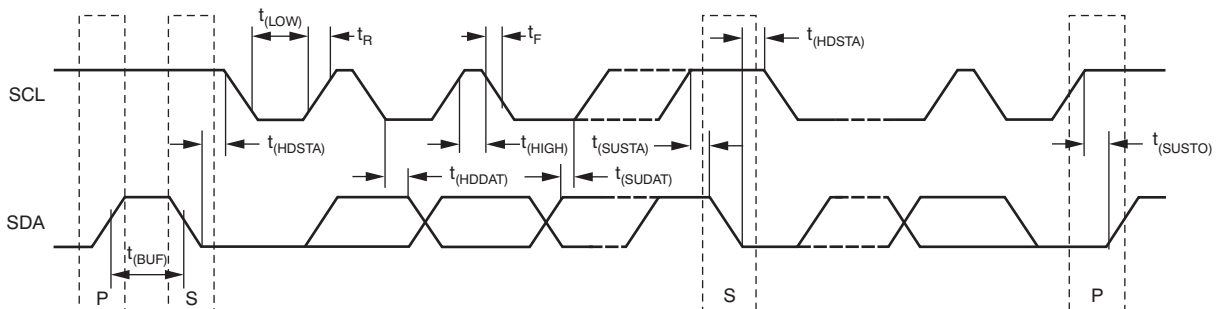 t(LOW)
tR
tF
t(HDSTA)
SCL
t(HDSTA)
t(HIGH)
t(SUSTA)
t(SUSTO)
t(HDDAT)
t(SUDAT)
SDA
t(BUF)
P
S
S
P